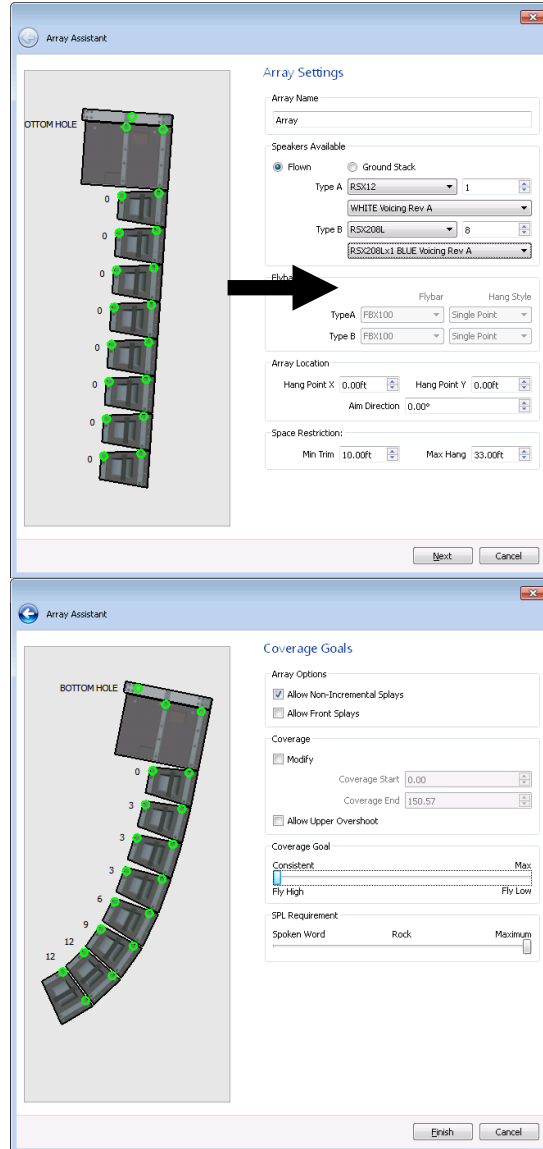 Array Assistant
Array Settings
Array Name
Array
OTTOM HOLE
Speakers Available
Flown Ground Stack
Type A RSX12 1
WHITE Voicing Rev A
Type B RSX208L 8
RSX208Lx1 BLUE Voicing Rev A
0
0
0
0
0
0
0
0
Flyba
Flybar Hang Style
TypeA FBX100 Single Point
Type B FBX100 Single Point
Array Location
Hang Point X 0.00ft Hang Point Y 0.00ft
Aim Direction 0.00°
Space Restriction:
Min Trim 10.00ft Max Hang 33.00ft
Next Cancel
Array Assistant
Coverage Goals
BOTTOM HOLE
0
3
3
3
6
9
12
12
Array Options
Allow Non-Incremental Splays
Allow Front Splays
Coverage
Modify
Coverage Start 0.00
Coverage End 150.57
Allow Upper Overshoot
Coverage Goal
Consistent Max
Fly High Fly Low
SPL Requirement
Spoken Word Rock Maximum
Finish Cancel